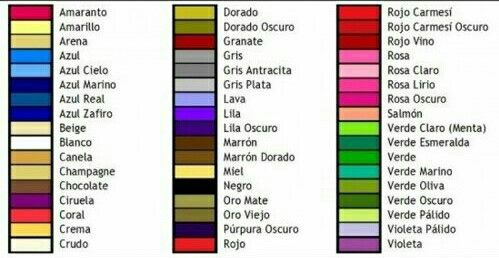 Amaranto
Amarillo
Arena
Azul
Azul Cielo
Azul Marino
Azul Real
Azul Zafiro
Beige
Blanco
Canela
Champagne
Chocolate
Ciruela
Coral
Crema
Crudo
Dorado
Dorado Oscuro
Granate
Gris
Gris Antracita
Gris Plata
Lava
Lila
Lila Oscuro
Marrón
Marrón Dorado
Miel
Negro
Oro Mate
Oro Viejo
Púrpura Oscuro
Rojo
Rojo Carmesí
Rojo Carmesí Oscuro
Rojo Vino
Rosa
Rosa Claro
Rosa Lirio
Rosa Oscuro
Salmón
Verde Claro (Menta)
Verde Esmeralda
Verde
Verde Marino
Verde Oliva
Verde Oscuro
Verde Pálido
Violeta Pálido
Violeta